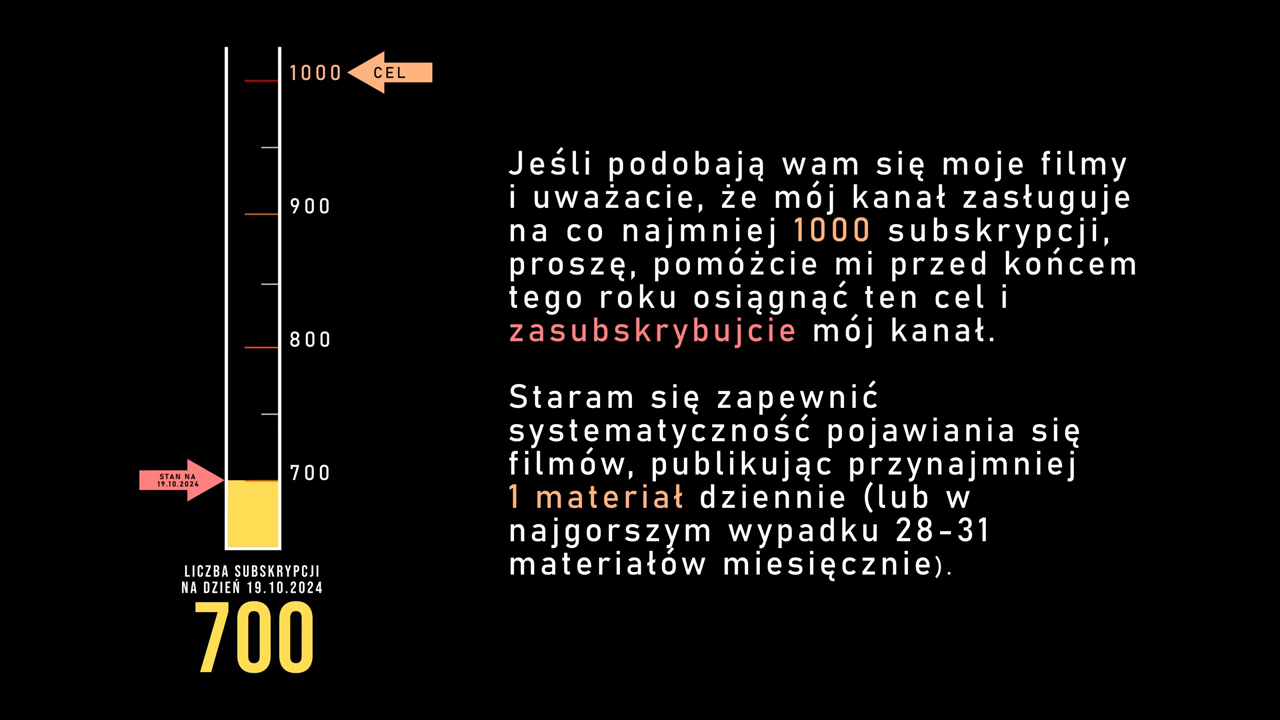 1000
CEL
900
800
700
STAN NA
19.10.2024
LICZBA SUBSKRYPCJI
NA DZIEŃ 19.10.2024
700
Jeśli podobają wam się moje filmy
i uważacie, że mój kanał zasługuje
na co najmniej 1000 subskrypcji,
proszę, pomóżcie mi przed końcem
tego roku osiągnąć ten cel i
zasubskrybujcie mój kanał.
Staram się zapewnić
systematyczność pojawiania się
filmów, publikując przynajmniej
1 materiał dziennie (lub w
najgorszym wypadku 28-31
materiałów miesięcznie).